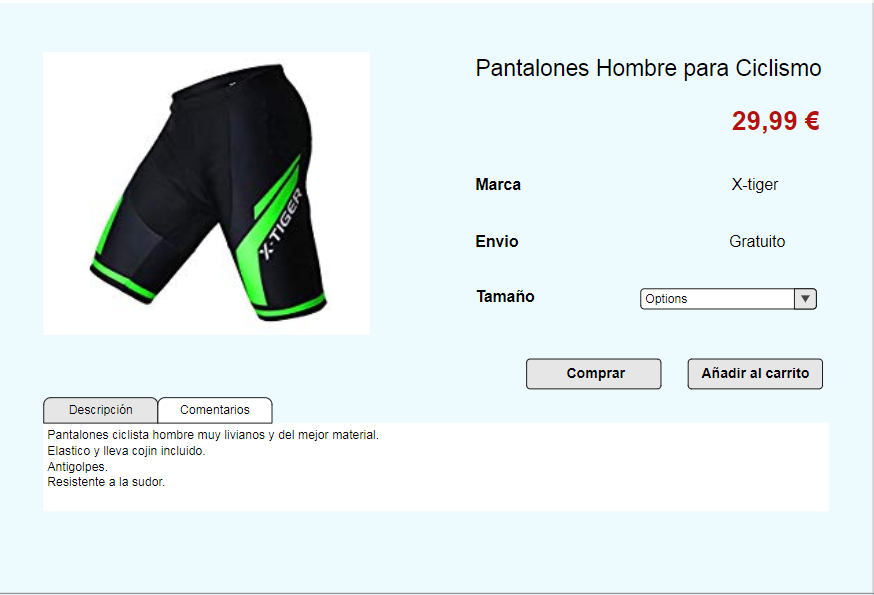 Pantalones Hombre para Ciclismo
29,99 €
X-TIGER
Marca
X-tiger
Envio
Gratuito
Tamaño
Options
Comprar
Añadir al carrito
Descripción
Comentarios
Pantalones ciclista hombre muy livianos y del mejor material.
Elastico y lleva cojin incluido.
Antigolpes.
Resistente a la sudor.